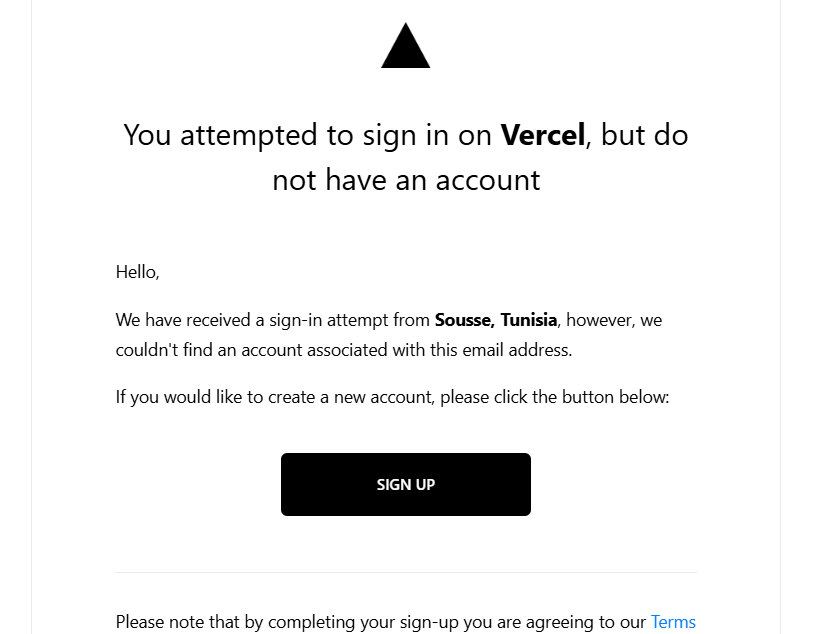 You attempted to sign in on Vercel, but do
not have an account
Hello,
We have received a sign-in attempt from Sousse, Tunisia, however, we
couldn't find an account associated with this email address.
If you would like to create a new account, please click the button below:
SIGN UP
Please note that by completing your sign-up you are agreeing to our Terms